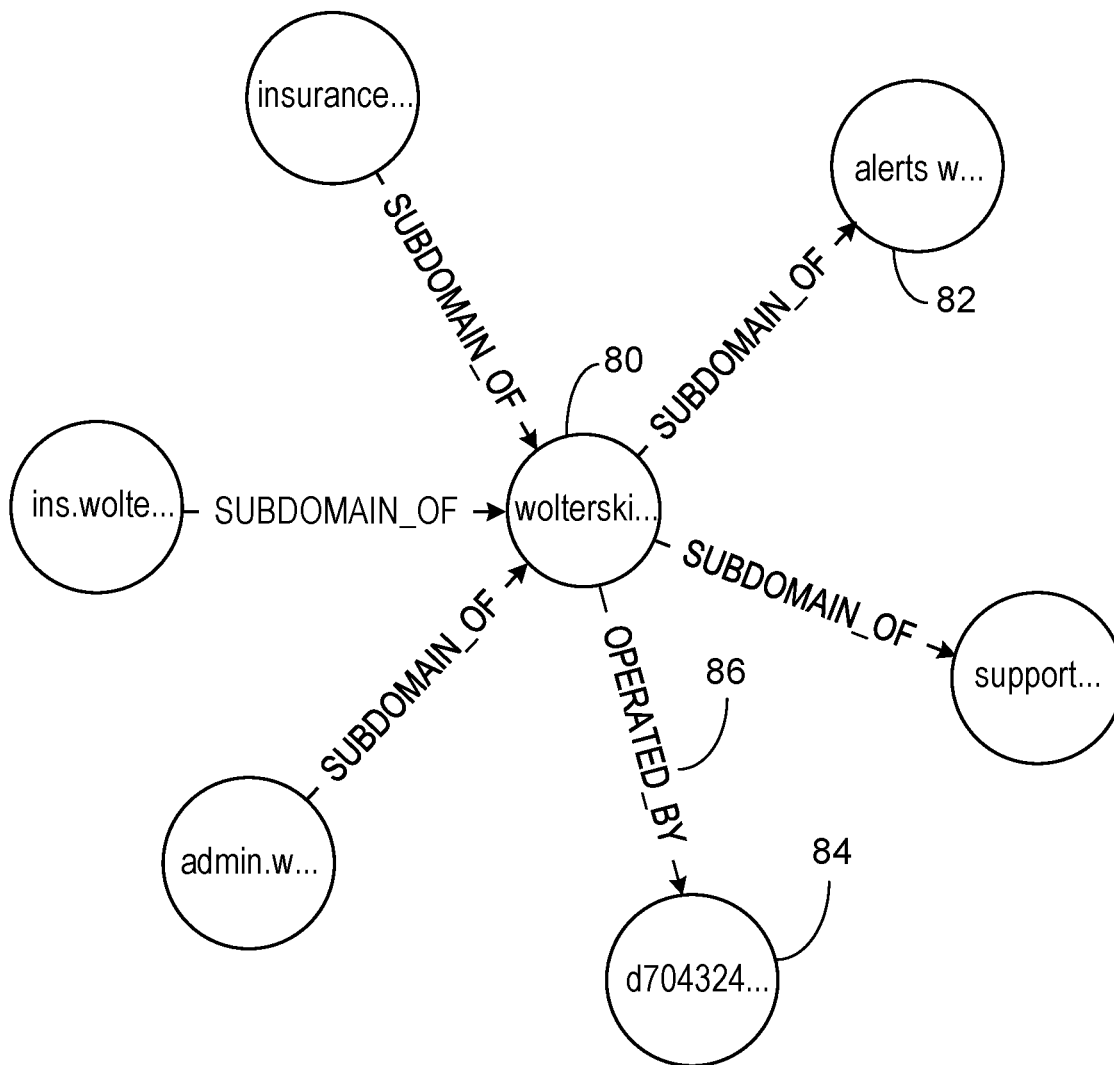 insurance...
alerts w...
SUBDOMAIN_OF
SUBDOMAIN_OF
82
80
ins.wolte...
SUBDOMAIN_OF
wolterski...
SUBDOMAIN_OF
SUBDOMAIN_OF
OPERATED_BY
86
support...
admin.w...
84
d704324...